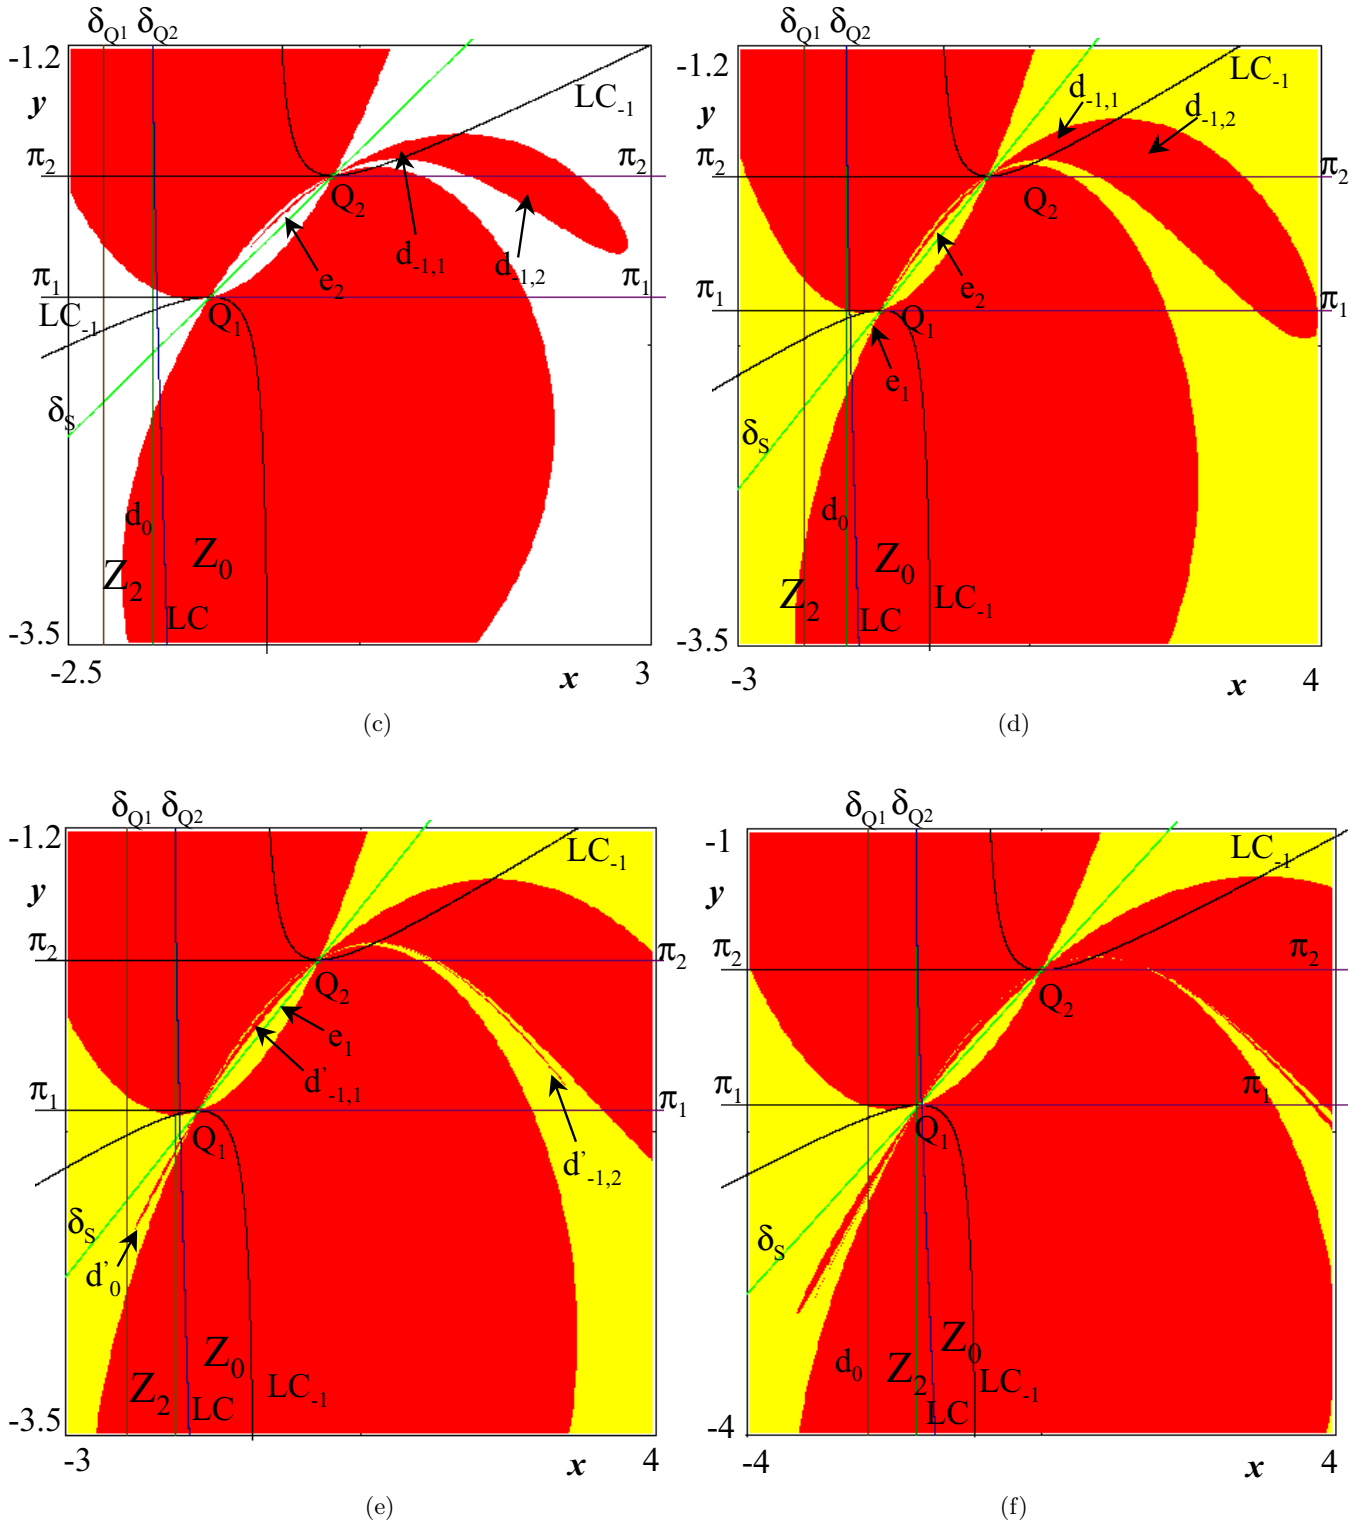 δQ1 δQ2
-1.2
y
LC-1
π2 π2
Q2
d-1,1
d-1,2
e2
π1 π1
LC-1
Q1
δS
d0
Z0
Z2
LC
-3.5
-2.5 x 3
(c)
δQ1 δQ2
-1.2
y
LC-1
d-1,1
d-1,2
π2 π2
Q2
e2
π1 π1
Q1
e1
δS
d0
Z0
Z2
LC
LC-1
-3.5
-3 x 4
(d)
δQ1 δQ2
-1.2
y
LC-1
π2 π2
Q2
e1
d'-1,1
π1 π1
Q1
d'-1,2
δS
d'0
Z0
Z2
LC
LC-1
-3.5
-3 x 4
(e)
δQ1 δQ2
-1
y
LC-1
π2 π2
Q2
π1 π1
Q1
δS
Z0
d0
Z2
LC
LC-1
-4
-4 x 4
(f)